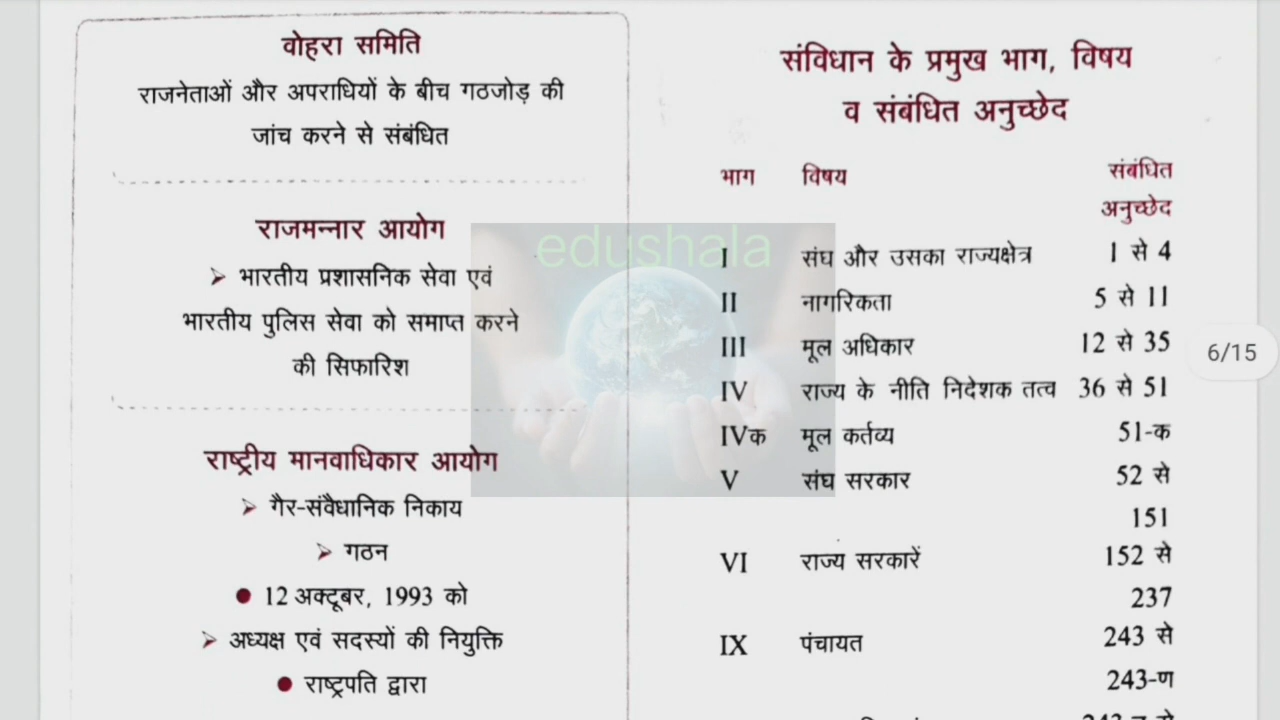 वोहरा समिति
राजनेताओं और अपराधियों के बीच गठजोड़ की
जांच करने से संबंधित
राजमन्नार आयोग
➢ भारतीय प्रशासनिक सेवा एवं
भारतीय पुलिस सेवा को समाप्त करने
की सिफारिश
राष्ट्रीय मानवाधिकार आयोग
➢ गैर-संवैधानिक निकाय
➢ गठन
● 12 अक्टूबर, 1993 को
➢ अध्यक्ष एवं सदस्यों की नियुक्ति
● राष्ट्रपति द्वारा
edushala
संविधान के प्रमुख भाग, विषय
व संबंधित अनुच्छेद
भाग विषय संबंधित
अनुच्छेद
I संघ और उसका राज्यक्षेत्र 1 से 4
II नागरिकता 5 से 11
III मूल अधिकार 12 से 35
IV राज्य के नीति निदेशक तत्व 36 से 51
IVक मूल कर्तव्य 51-क
V संघ सरकार 52 से
151
VI राज्य सरकारें 152 से
237
IX पंचायत 243 से
243-ण
6/15